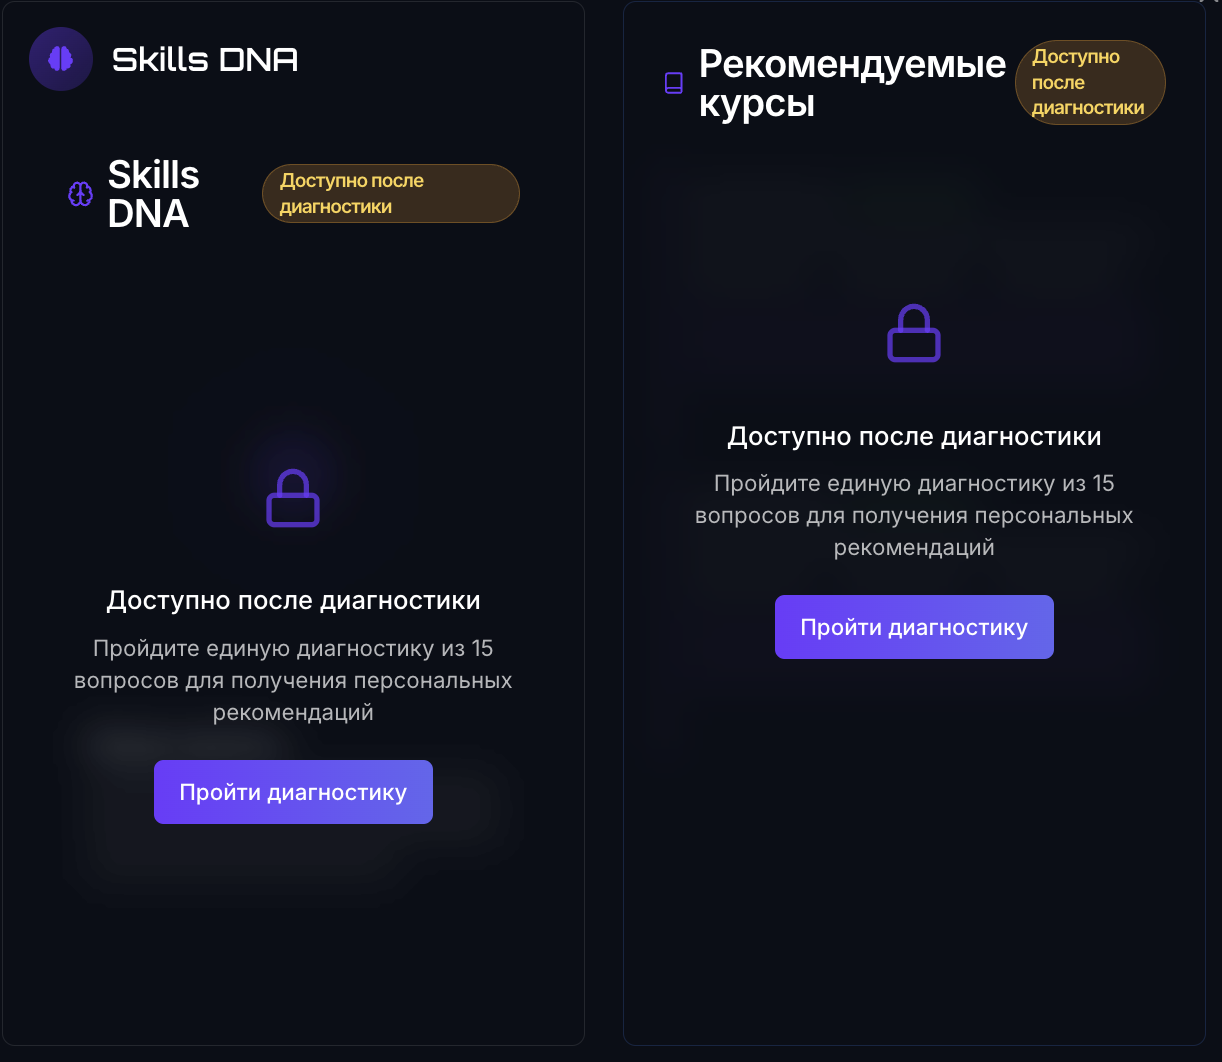 Skills DNA
Skills
DNA
Доступно после
диагностики
Доступно после диагностики
Пройдите единую диагностику из 15
вопросов для получения персональных
рекомендаций
Пройти диагностику
Рекомендуемые
курсы
Доступно
после
диагностики
Доступно после диагностики
Пройдите единую диагностику из 15
вопросов для получения персональных
рекомендаций
Пройти диагностику